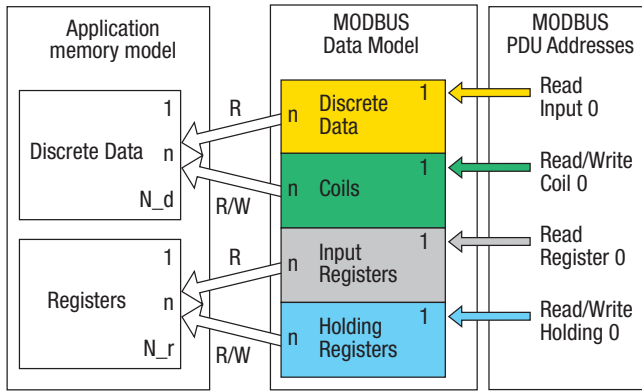 Application
memory model
1
Discrete Data
n
N_d
1
Registers
n
N_r
R
R/W
R
R/W
MODBUS
Data Model
1
n
Discrete
Data
1
n
Coils
1
n
Input
Registers
1
n
Holding
Registers
MODBUS
PDU Addresses
Read
Input 0
Read/Write
Coil 0
Read
Register 0
Read/Write
Holding 0